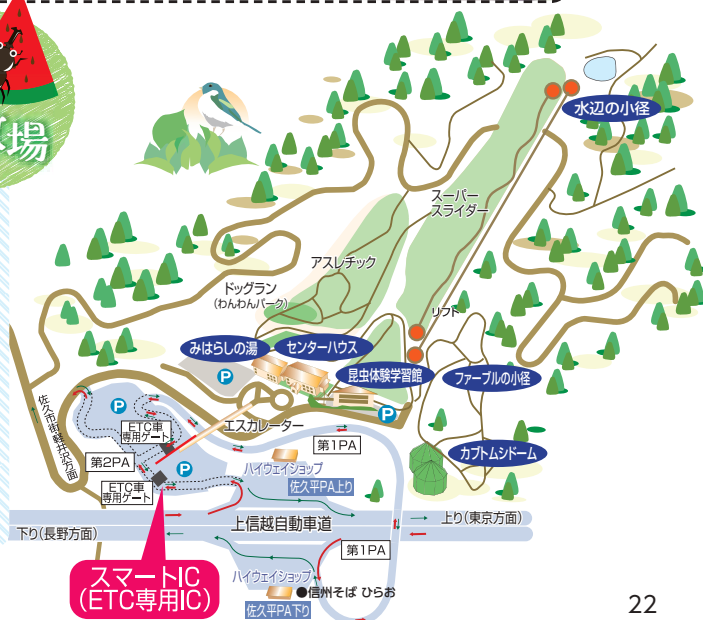 場
水辺の小径
スーパー
スライダー
アスレチック
ドッグラン
(わんわんパーク)
リフト
みはらしの湯
センターハウス
昆虫体験学習館
ファーブルの小径
P
P
P
P
エスカレーター
カブトムシドーム
佐久市街軽井沢方面
ETC車
専用ゲート
第2PA
ETC車
専用ゲート
第1PA
ハイウェイショップ
佐久平PA上り
上信越自動車道
上り(東京方面)
下り(長野方面)
第1PA
スマートIC
(ETC専用IC)
ハイウェイショップ
●信州そば ひらお
佐久平PA下り
22